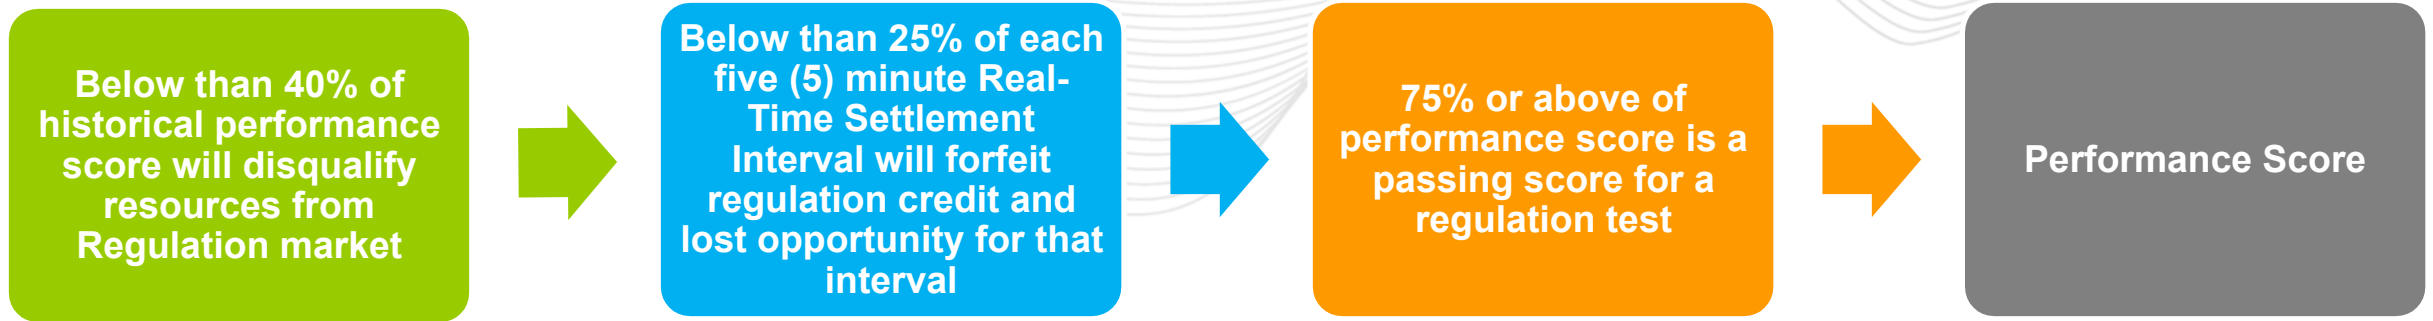 Below than 40% of
historical performance
score will disqualify
resources from
Regulation market
Below than 25% of each
five (5) minute Real-
Time Settlement
Interval will forfeit
regulation credit and
lost opportunity for that
interval
75% or above of
performance score is a
passing score for a
regulation test
Performance Score